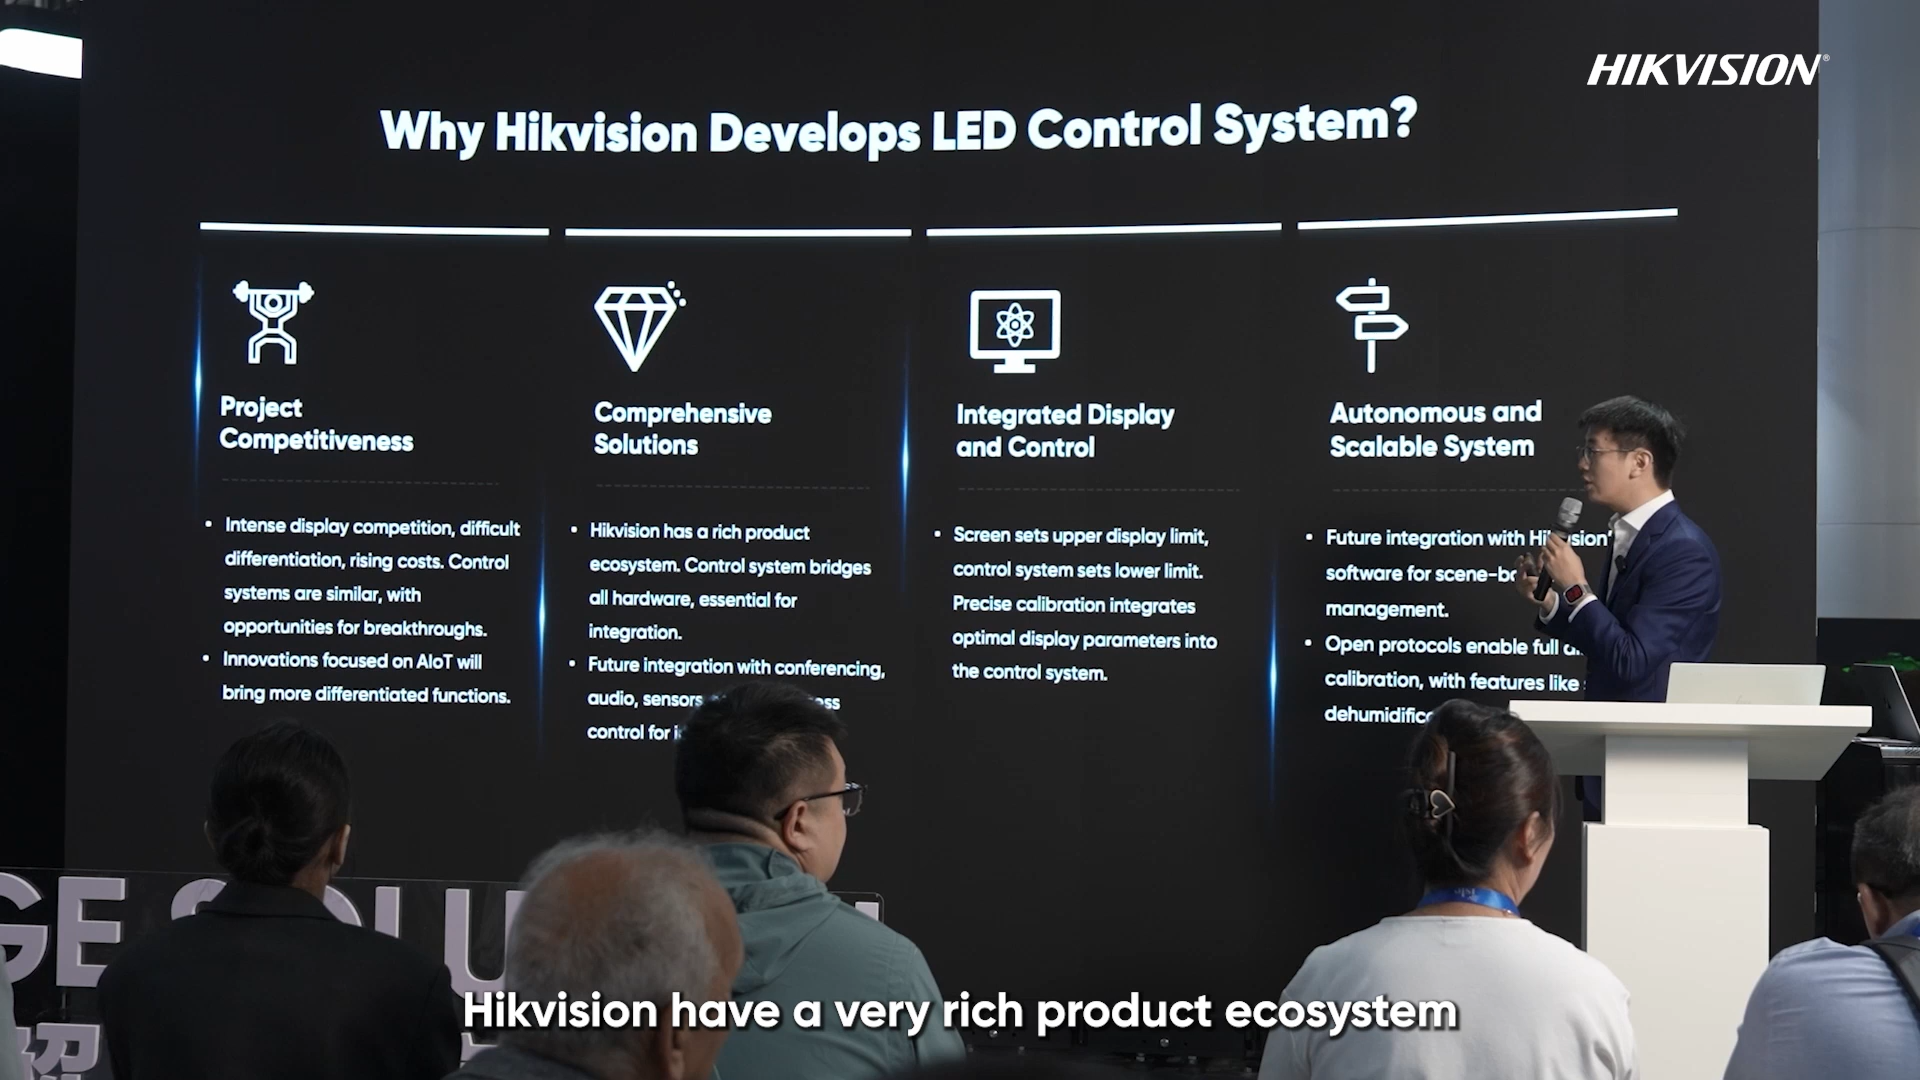 HIKVISION®
Why Hikvision Develops LED Control System?
Project
Competitiveness
• Intense display competition, difficult
differentiation, rising costs. Control
systems are similar, with
opportunities for breakthroughs.
• Innovations focused on AIoT will
bring more differentiated functions.
Comprehensive
Solutions
• Hikvision has a rich product
ecosystem. Control system bridges
all hardware, essential for
integration.
• Future integration with conferencing,
audio, sensors
control for
Integrated Display
and Control
• Screen sets upper display limit,
control system sets lower limit.
Precise calibration integrates
optimal display parameters into
the control system.
Autonomous and
Scalable System
• Future integration with
software for
management.
• Open protocols enable full
calibration, with features like
Hikvision have a very rich product ecosystem